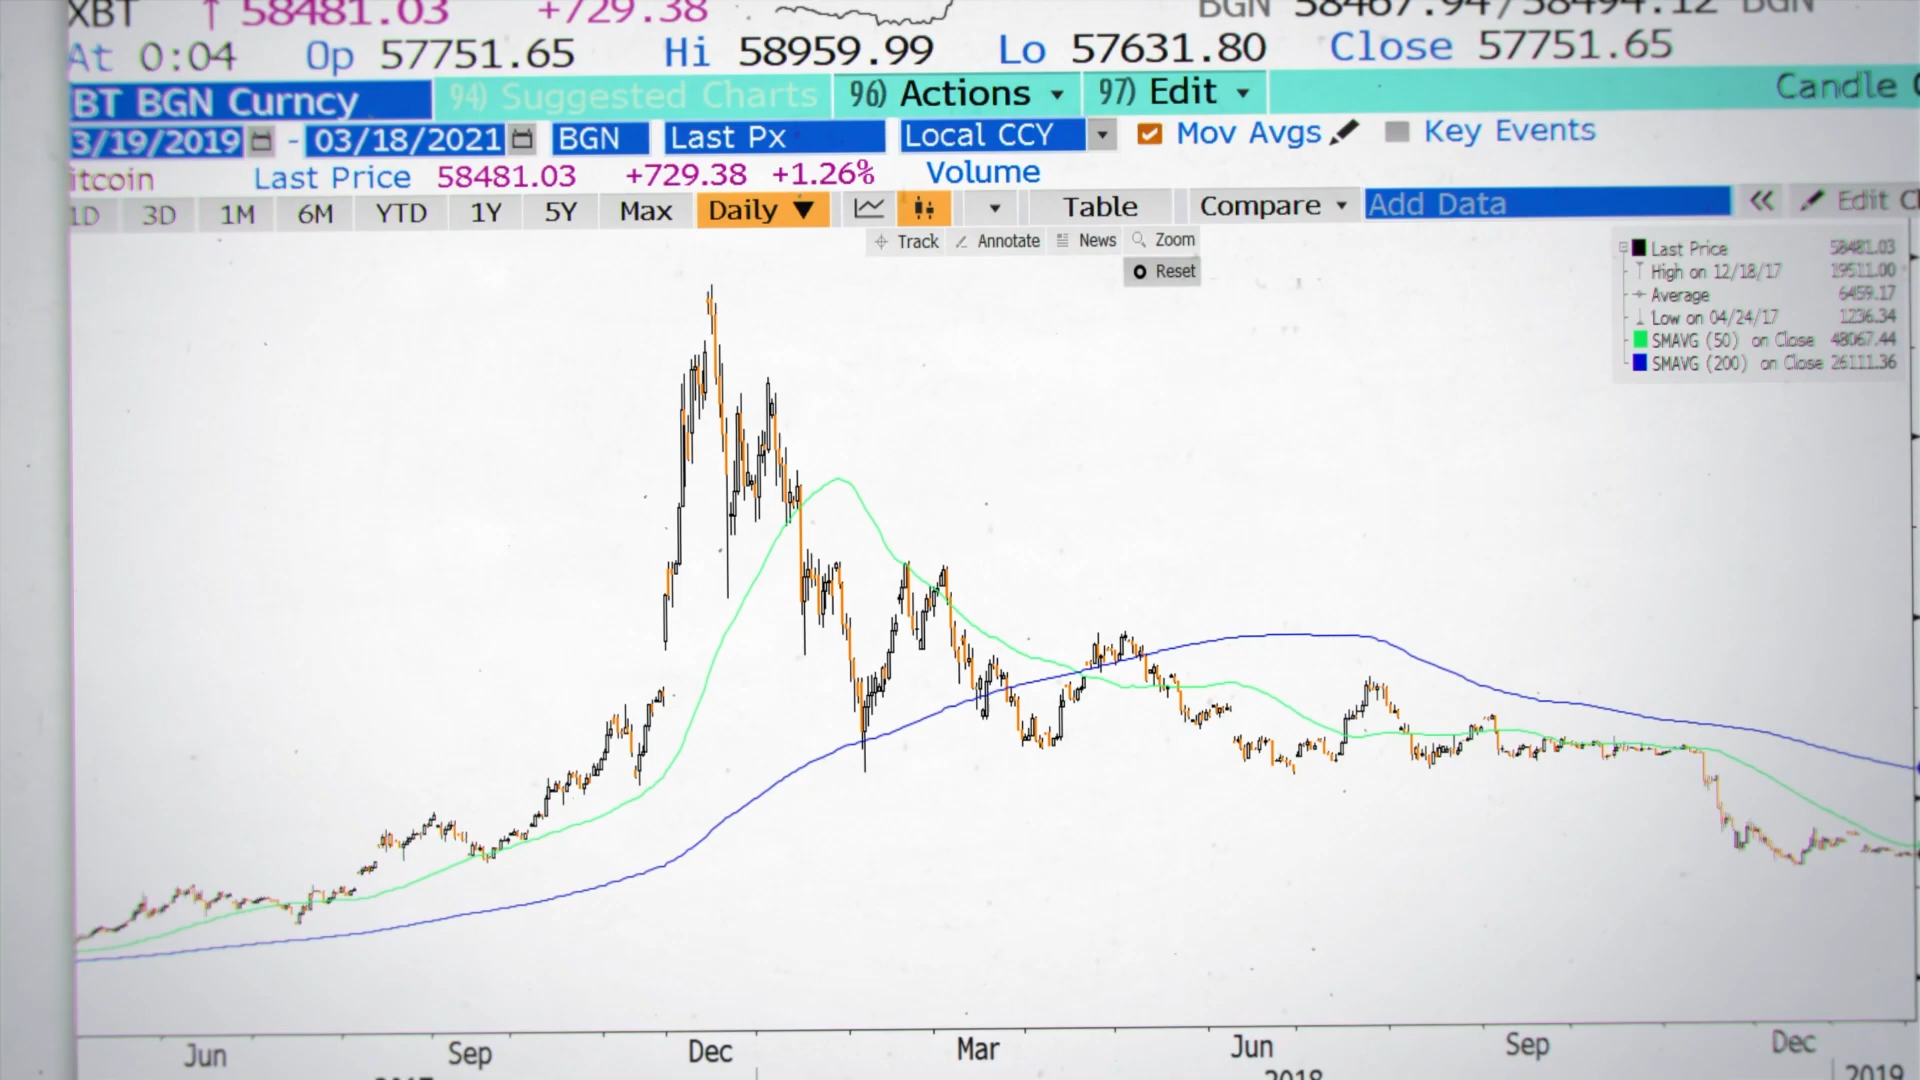 XBT ↑ 58481.03 +729.38 BGN 58467.94/58494.12 BGN
At 0:04 Op 57751.65 Hi 58959.99 Lo 57631.80 Close 57751.65
BT BGN Curncy 94) Suggested Charts 96) Actions 97) Edit Candle
3/19/2019 - 03/18/2021 BGN Last Px Local CCY Mov Avgs Key Events
itcoin Last Price 58481.03 +729.38 +1.26% Volume
1D 3D 1M 6M YTD 1Y 5Y Max Daily ▼ Table Compare Add Data « Edit
Track Annotate News Zoom
Reset
Last Price 58481.03
High on 12/18/17 19511.00
Average 6459.17
Low on 04/24/17 1236.34
SMAVG (50) on Close 48067.44
SMAVG (200) on Close 26111.36
Jun Sep Dec Mar Jun Sep Dec
2017 2018 2019